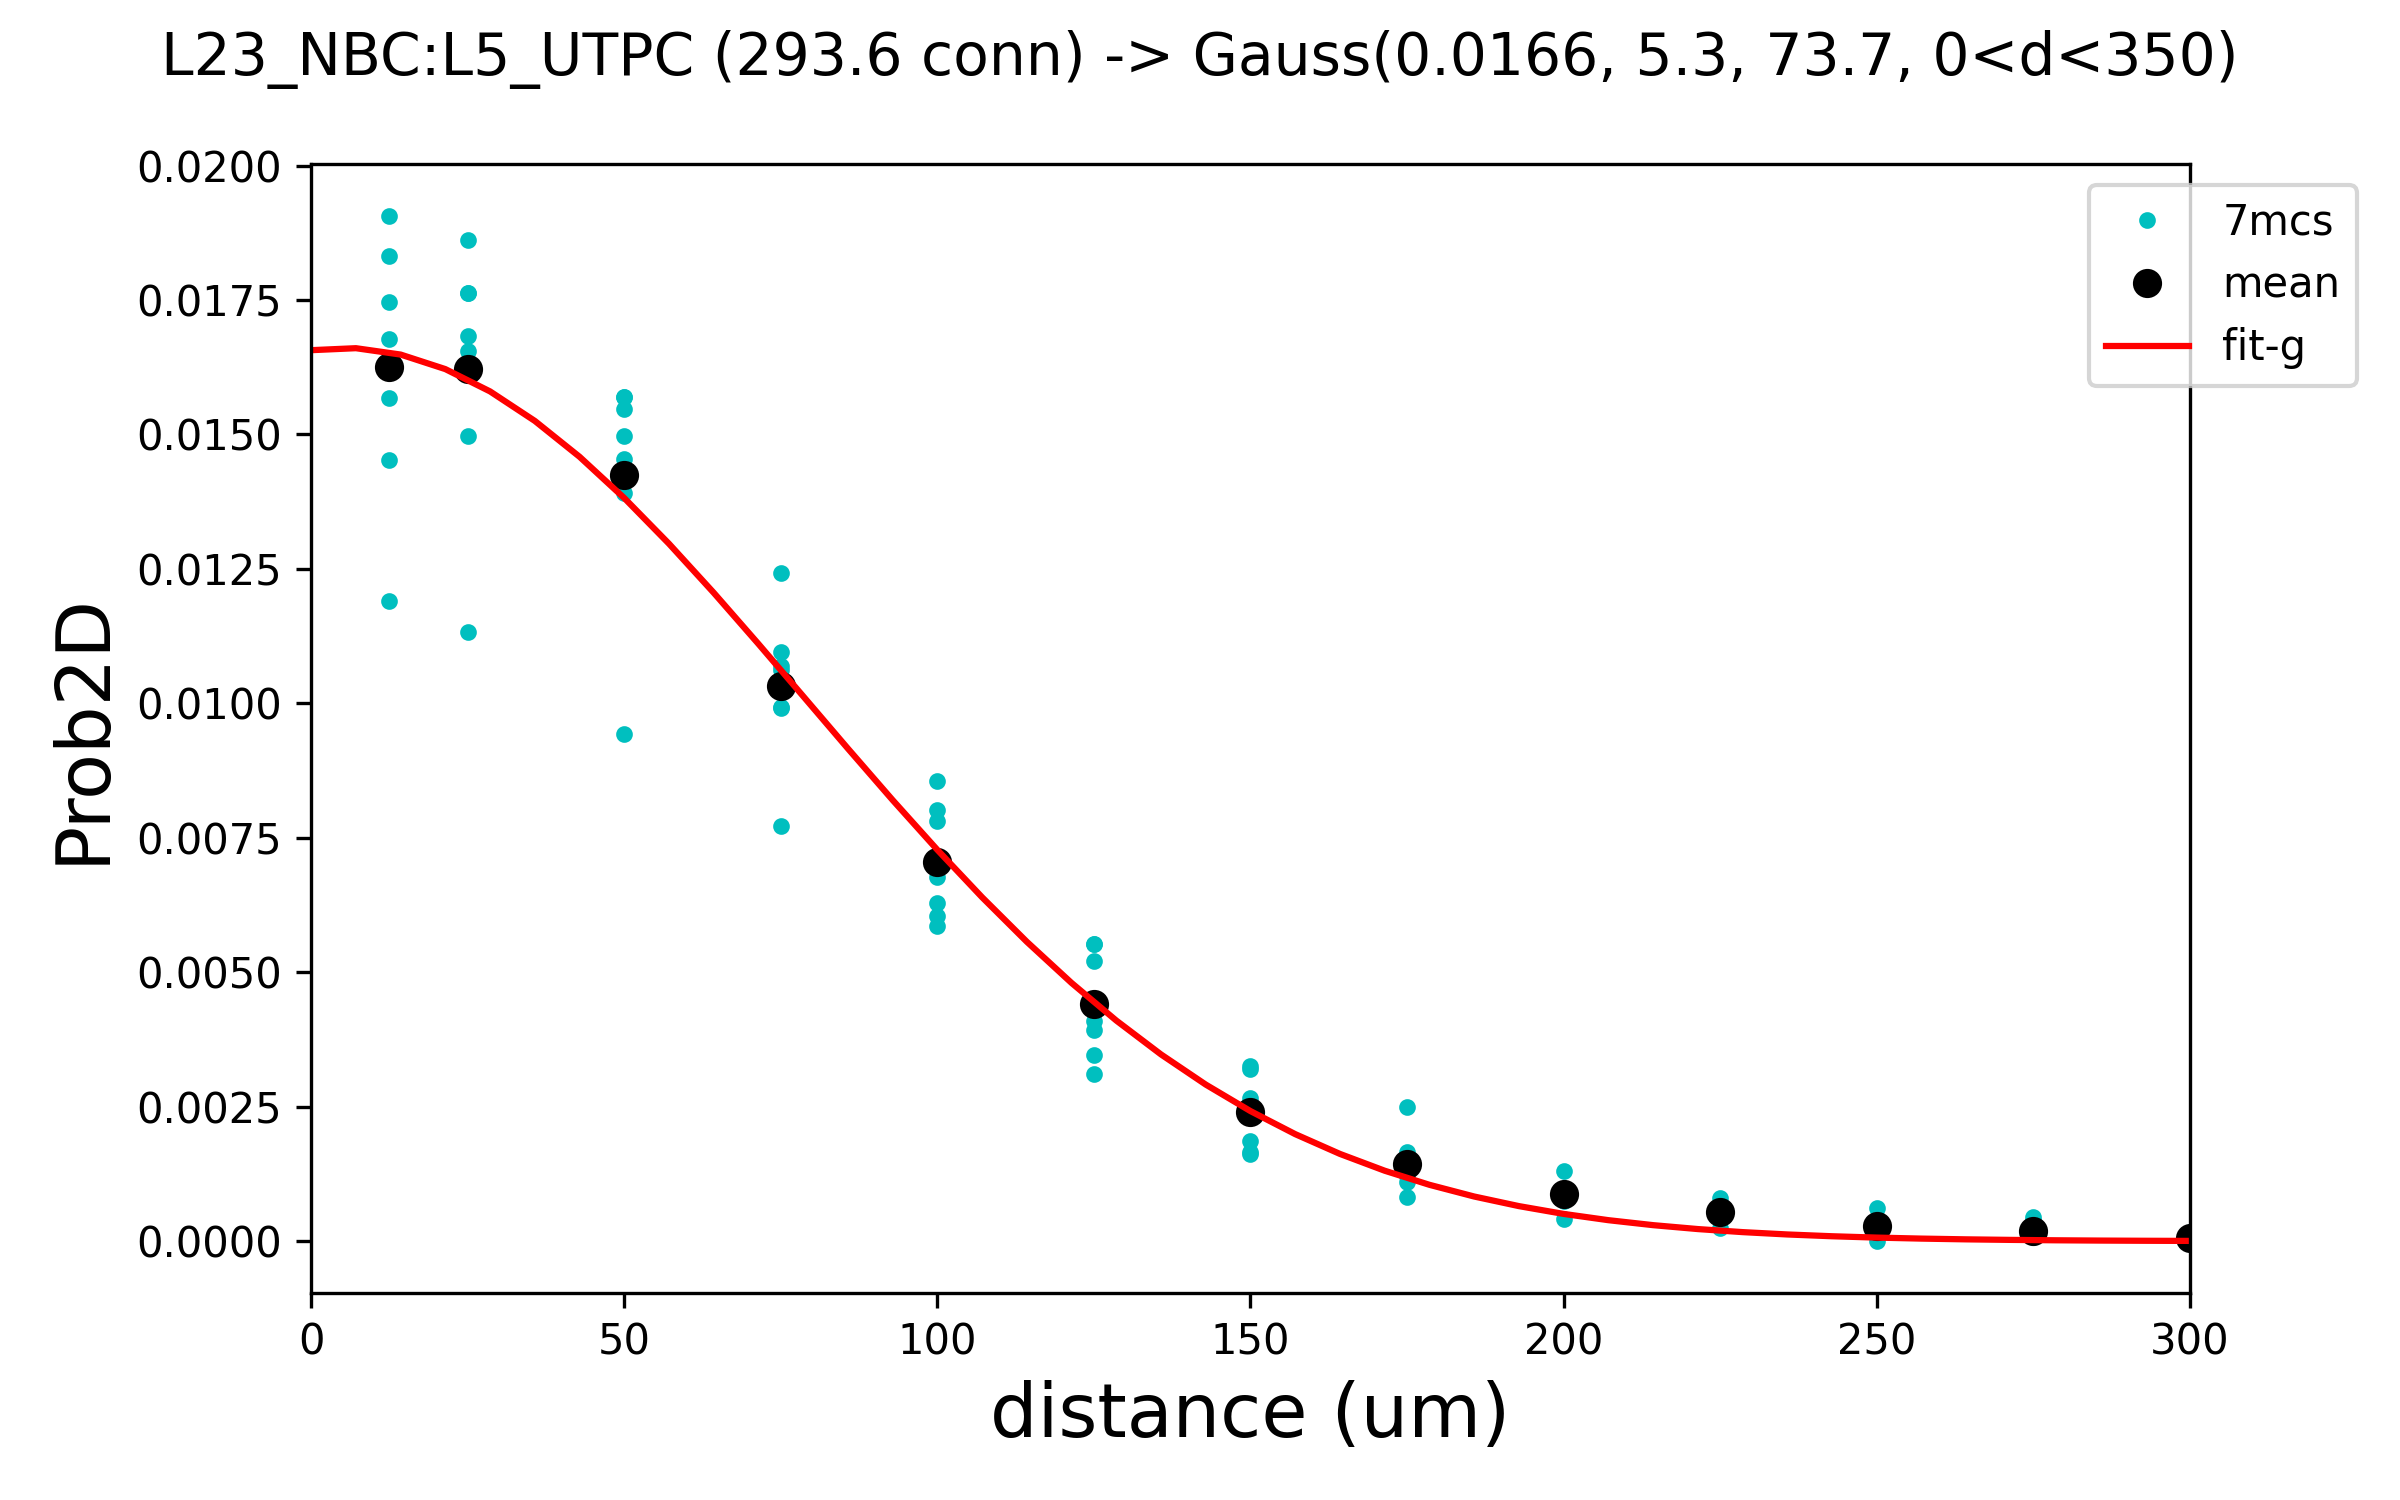 L23_NBC:L5_UTPC (293.6 conn) -> Gauss(0.0166, 5.3, 73.7, 0<d<350)
0.0200
0.0175
0.0150
0.0125
0.0100
0.0075
0.0050
0.0025
0.0000
Prob2D
7mcs
mean
fit-g
0 50 100 150 200 250 300
distance (um)